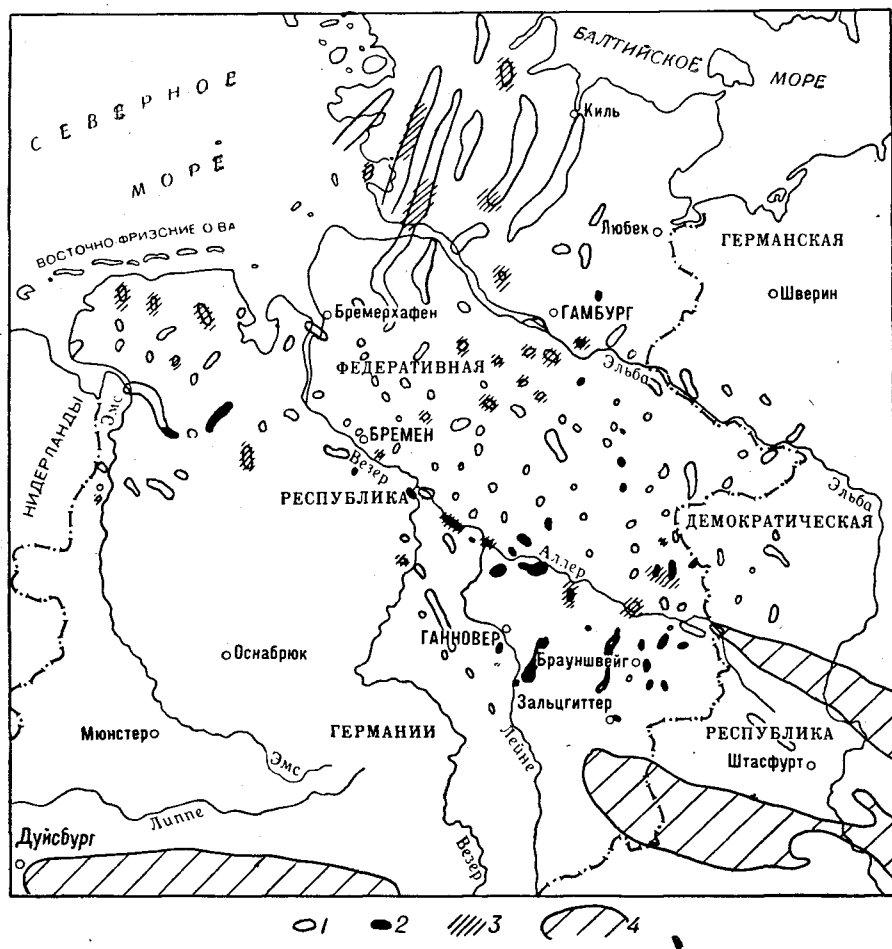 БАЛТИЙСКОЕ
МОРЕ
СЕВЕРНОЕ
МОРЕ
Киль
ВОСТОЧНО-ФРИЗСНИЕ О ВА
Любек
ГЕРМАНСКАЯ
Шверин
Бремерхафен
ГАМБУРГ
ФЕДЕРАТИВНАЯ
Эльба
НИДЕРЛАНДЫ
Эмс
БРЕМЕН
Везер
РЕСПУБЛИКА
Эльба
ДЕМОКРАТИЧЕСКАЯ
Аллер
ГАННОВЕР
Оснабрюк
Брауншвейг
Зальцгиттер
Мюнстер
ГЕРМАНИИ
РЕСПУБЛИКА
Лейне
Штасфурт
Эмс
Липпе
Дуйсбург
Везер
1 2 3 4